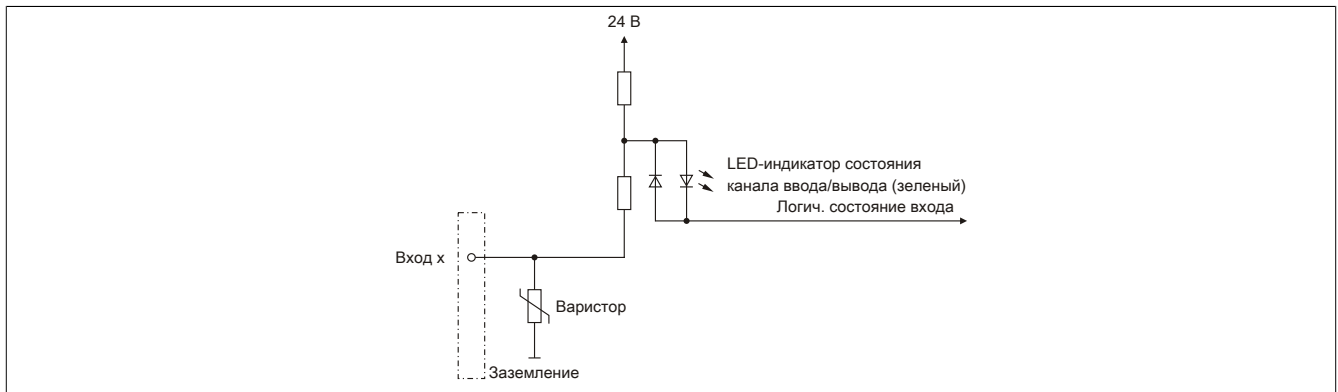 24 В
LED-индикатор состояния
канала ввода/вывода (зеленый)
Логич. состояние входа
Вход x
Варистор
Заземление